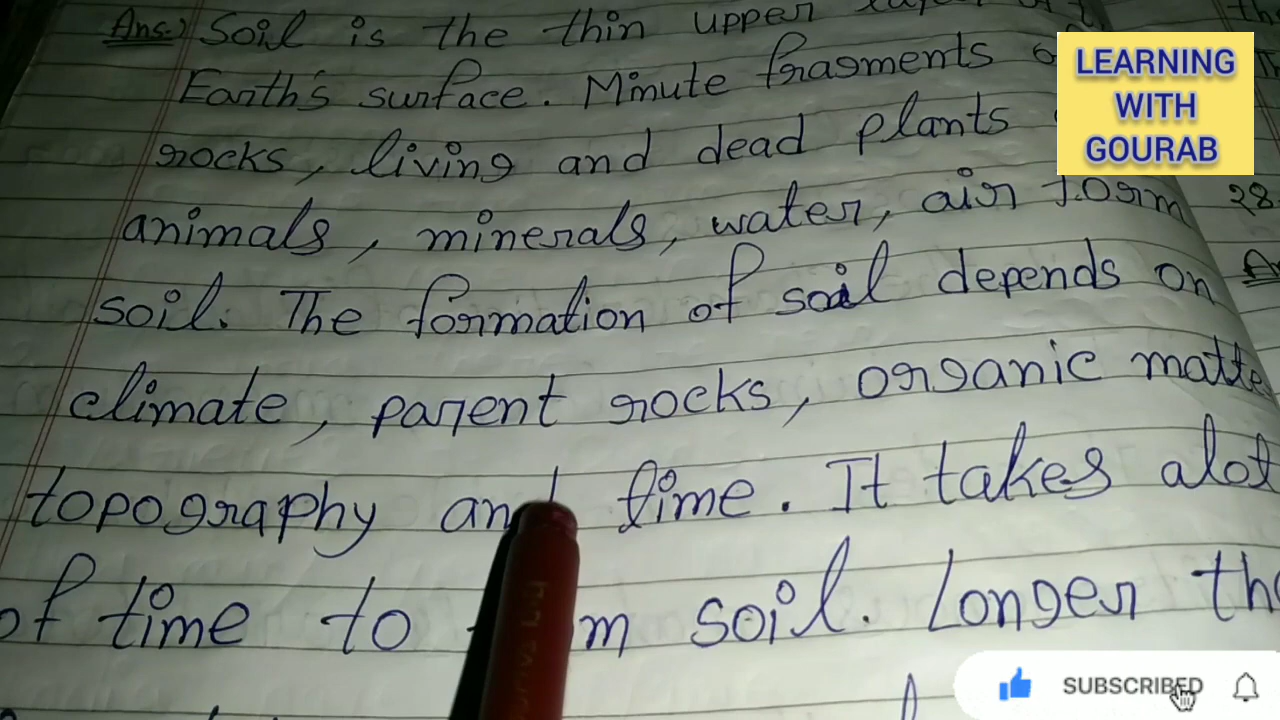 Ans.) Soil is the thin upper
Earth's surface. Minute fragments
rocks, living and dead plants
animals, minerals, water, air form
soil. The formation of soil depends on
climate, parent rocks, organic matte
topography and time. It takes alot
of time to m soil. Longer the
LEARNING
WITH
GOURAB
28.
SUBSCRIBED